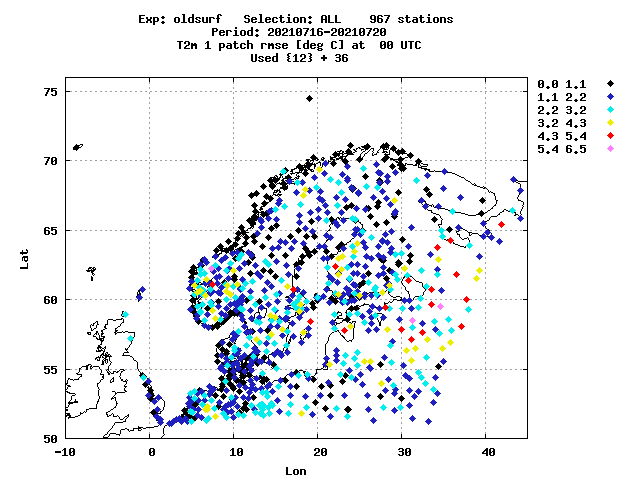 Exp: oldsurf   Selection: ALL    967 stations
Period: 20210716-20210720
T2m 1 patch rmse [deg C] at  00 UTC
Used {12} + 36
0.0 1.1
1.1 2.2
2.2 3.2
3.2 4.3
4.3 5.4
5.4 6.5
75
70
65
60
55
50
Lat
-10 0 10 20 30 40
Lon